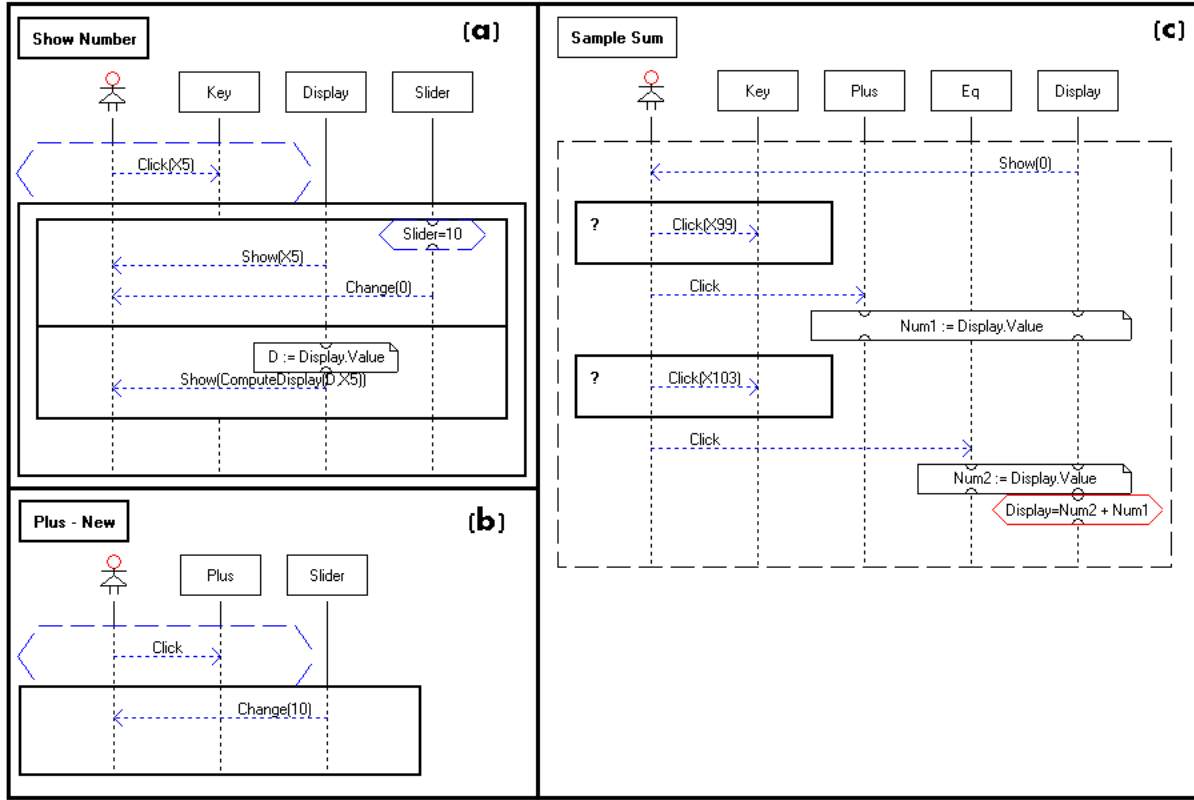 Show Number
(a)
Key
Display
Slider
Click(X5)
Slider=10
Show(X5)
Change(0)
D := Display.Value
Show(ComputeDisplay(D,X5))
Plus - New
(b)
Plus
Slider
Click
Change(10)
Sample Sum
(c)
Key
Plus
Eq
Display
Show(0)
?
Click(X99)
Click
Num1 := Display.Value
?
Click(X103)
Click
Num2 := Display.Value
Display=Num2 + Num1